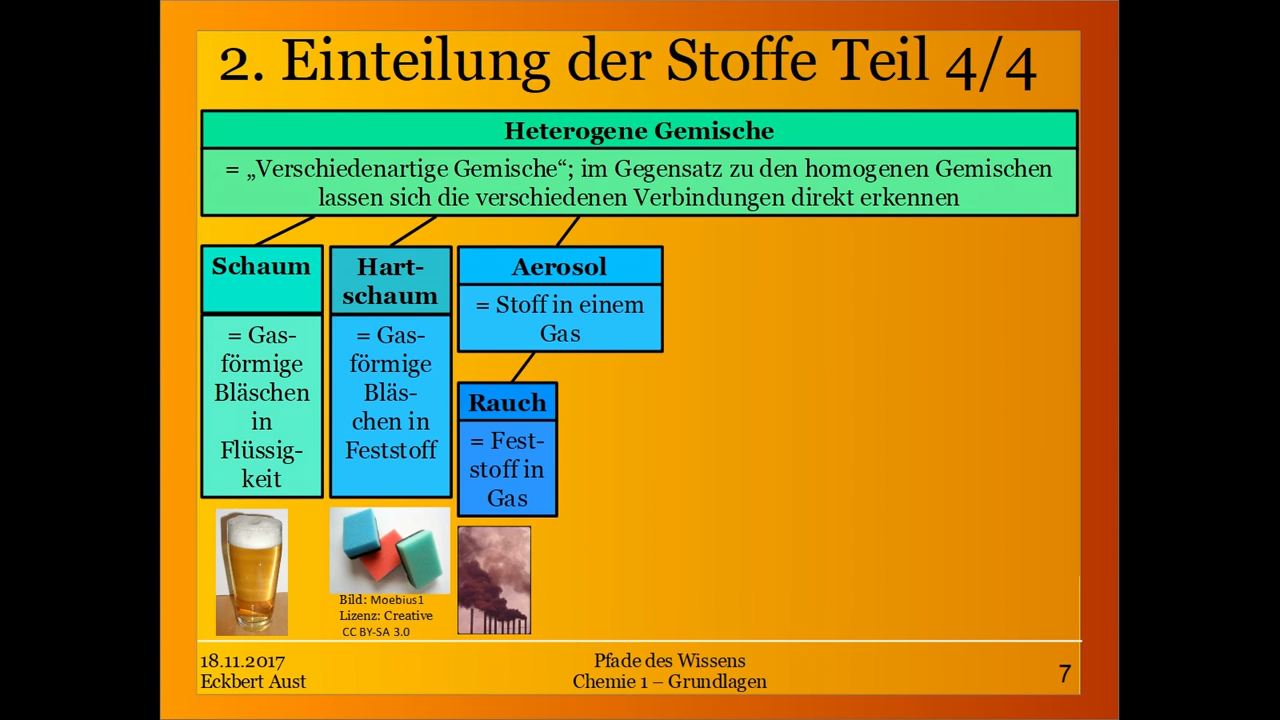 2. Einteilung der Stoffe Teil 4/4
Heterogene Gemische
= „Verschiedenartige Gemische“; im Gegensatz zu den homogenen Gemischen
lassen sich die verschiedenen Verbindungen direkt erkennen
Schaum
= Gas-
förmige
Bläschen
in
Flüssig-
keit
Hart-
schaum
= Gas-
förmige
Bläs-
chen in
Feststoff
Aerosol
= Stoff in einem
Gas
Rauch
= Fest-
stoff in
Gas
Bild: Moebius1
Lizenz: Creative
CC BY-SA 3.0
18.11.2017
Eckbert Aust
Pfade des Wissens
Chemie 1 – Grundlagen
7